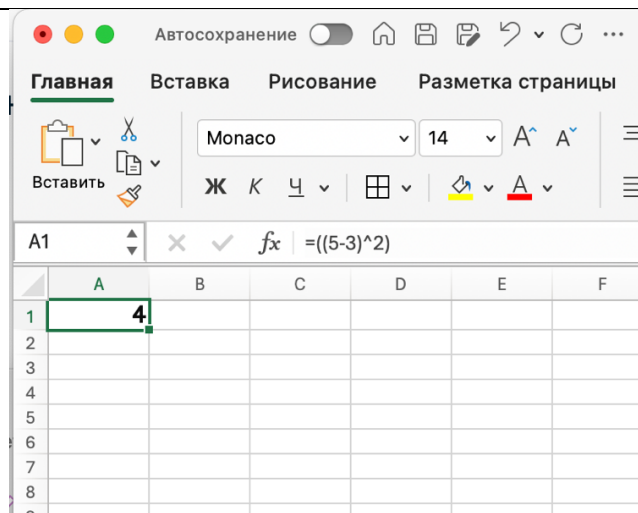 Автосохранение
Главная Вставка Рисование Разметка страницы
Вставить
Monaco 14 A A
Ж К Ч A
A1 fx =((5-3)^2)
A B C D E F
1 4
2
3
4
5
6
7
8